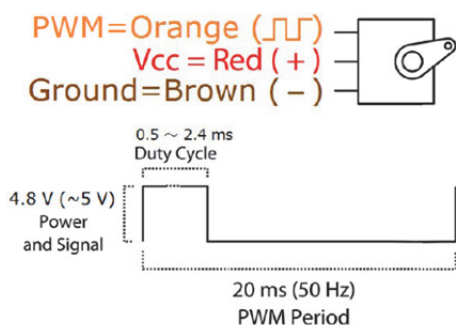 PWM=Orange (⎍⎍)
Vcc = Red (+)
Ground=Brown (−)
0.5 ~ 2.4 ms
Duty Cycle
4.8 V (~5 V)
Power
and Signal
20 ms (50 Hz)
PWM Period